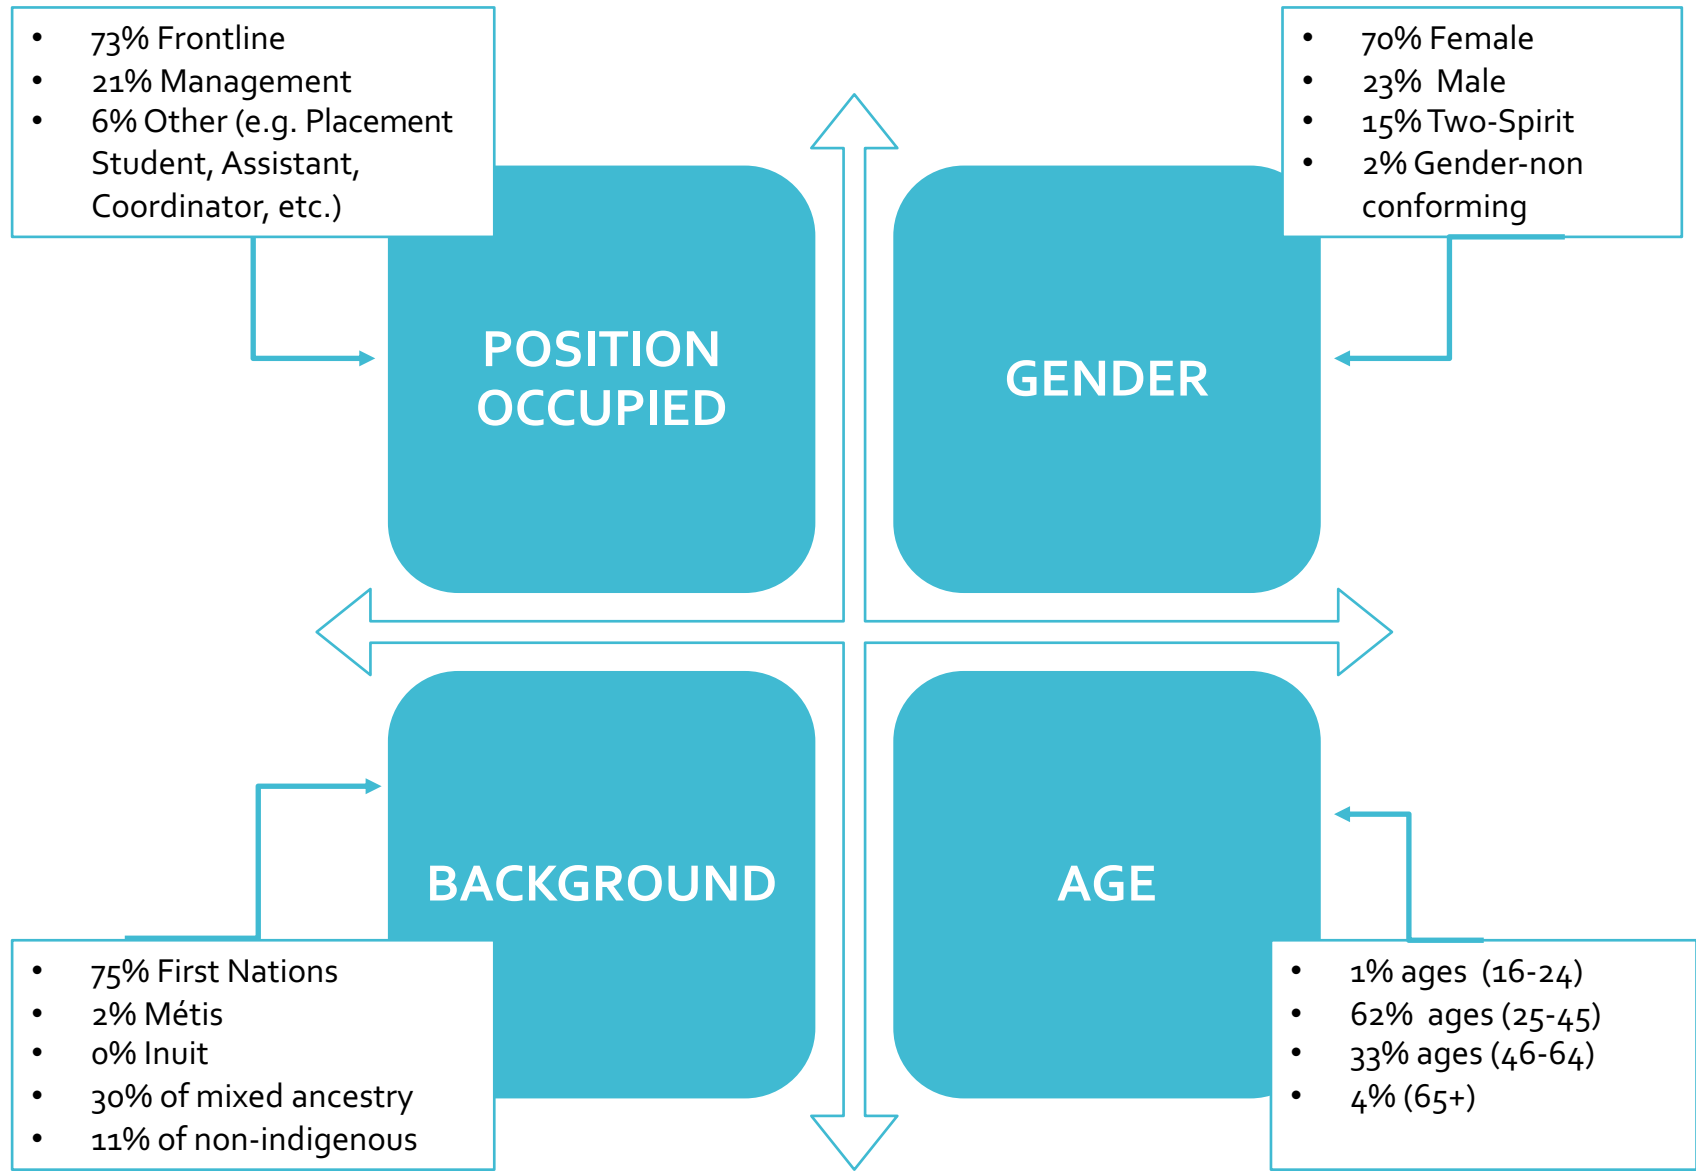 • 73% Frontline
• 21% Management
• 6% Other (e.g. Placement
Student, Assistant,
Coordinator, etc.)
• 70% Female
• 23% Male
• 15% Two-Spirit
• 2% Gender-non
conforming
POSITION
OCCUPIED
GENDER
BACKGROUND
AGE
• 75% First Nations
• 2% Métis
• 0% Inuit
• 30% of mixed ancestry
• 11% of non-indigenous
• 1% ages (16-24)
• 62% ages (25-45)
• 33% ages (46-64)
• 4% (65+)